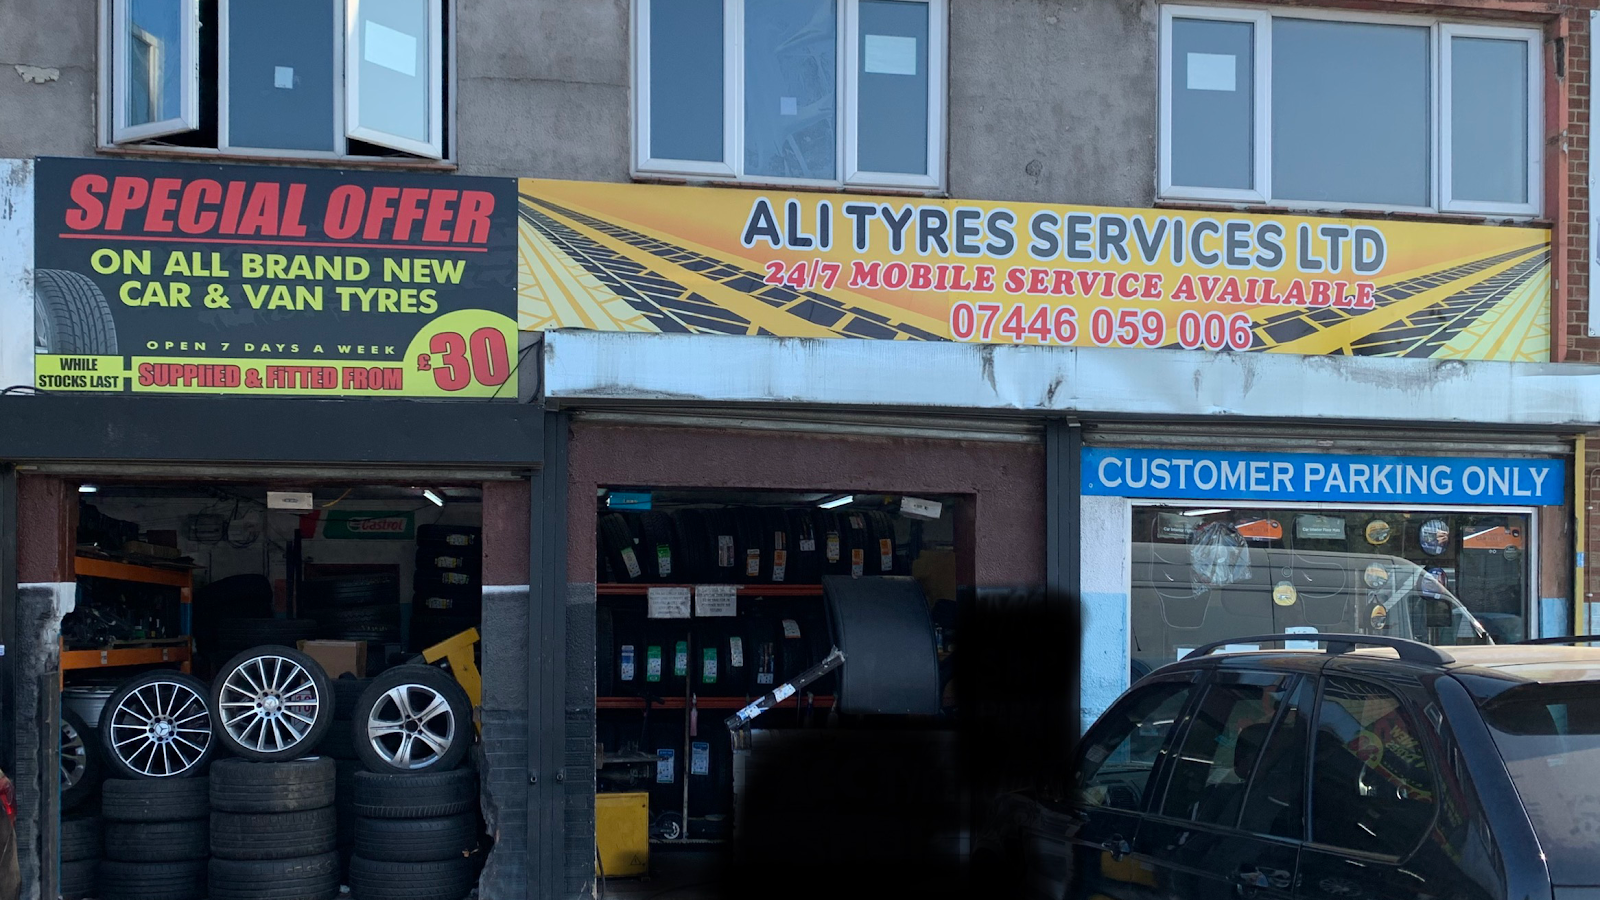 SPECIAL OFFER
ON ALL BRAND NEW
CAR & VAN TYRES
OPEN 7 DAYS A WEEK
WHILE
STOCKS LAST
SUPPLiED & FiTTED FROM
£30
ALI TYRES SERVICES LTD
24/7 MOBILE SERVICE AVAILABLE
07446 059 006
CUSTOMER PARKING ONLY
Castrol